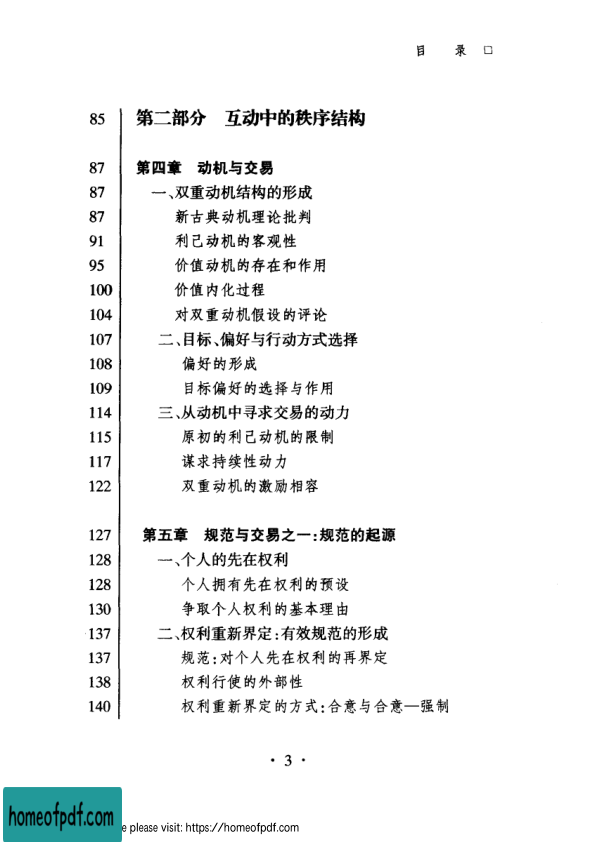 目 录 □
85 第二部分 互动中的秩序结构
87 第四章 动机与交易
87 一、双重动机结构的形成
87 新古典动机理论批判
91 利己动机的客观性
95 价值动机的存在和作用
100 价值内化过程
104 对双重动机假设的评论
107 二、目标、偏好与行动方式选择
108 偏好的形成
109 目标偏好的选择与作用
114 三、从动机中寻求交易的动力
115 原初的利己动机的限制
117 谋求持续性动力
122 双重动机的激励相容
127 第五章 规范与交易之一:规范的起源
128 一、个人的先在权利
128 个人拥有先在权利的预设
130 争取个人权利的基本理由
137 二、权利重新界定:有效规范的形成
137 规范:对个人先在权利的再界定
138 权利行使的外部性
140 权利重新界定的方式:合意与合意—强制
· 3 ·
homeofpdf.com
e please visit: https://homeofpdf.com